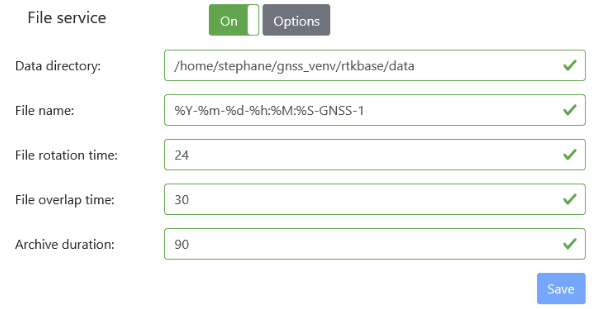 File service On Options
Data directory: /home/stephane/gnss_venv/rtkbase/data
File name: %Y-%m-%d-%h:%M:%S-GNSS-1
File rotation time: 24
File overlap time: 30
Archive duration: 90
Save